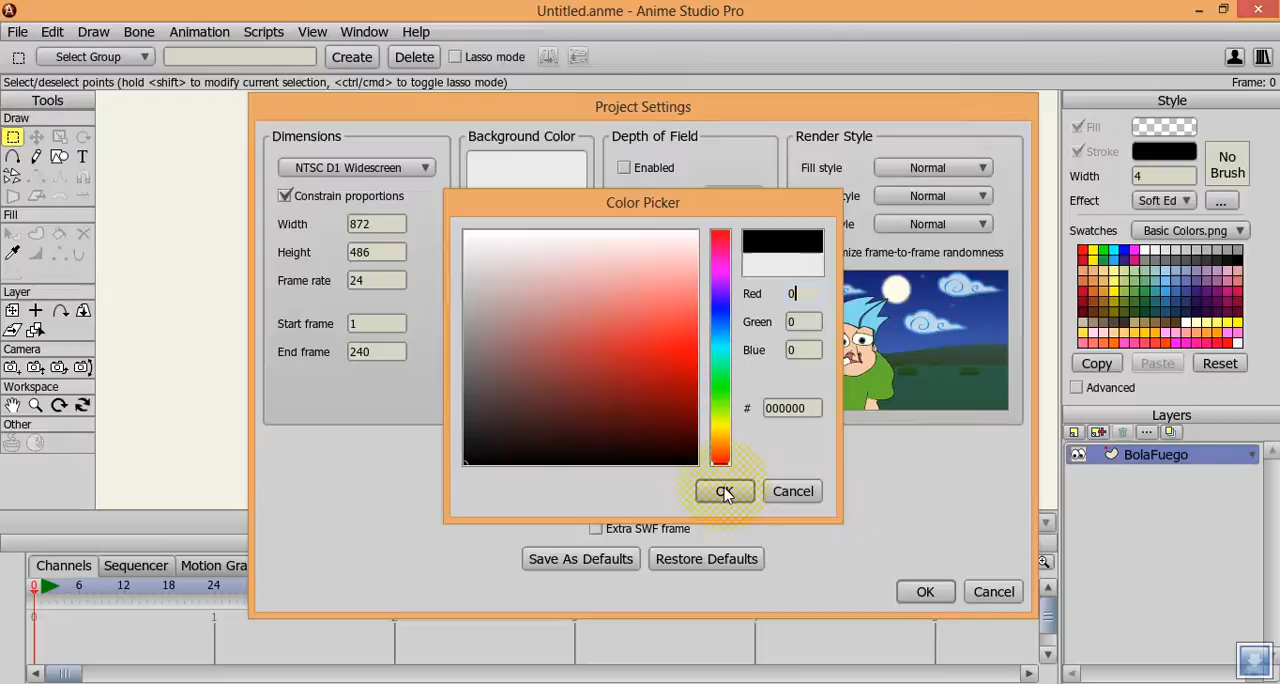 Untitled.anme - Anime Studio Pro
File Edit Draw Bone Animation Scripts View Window Help
Select Group Create Delete Lasso mode
Select/deselect points (hold <shift> to modify current selection, <ctrl/cmd> to toggle lasso mode) Frame: 0
Tools
Draw
T
Fill
Layer
Camera
Workspace
Other
Project Settings
Dimensions
NTSC D1 Widescreen
Constrain proportions
Width 872
Height 486
Frame rate 24
Start frame 1
End frame 240
Background Color
Depth of Field
Enabled
Render Style
Fill style Normal
yle Normal
le Normal
mize frame-to-frame randomness
Color Picker
Red 0
Green 0
Blue 0
# 000000
OK Cancel
Extra SWF frame
Save As Defaults Restore Defaults
OK Cancel
Style
Fill
Stroke
No Brush
Width 4
Effect Soft Ed ...
Swatches Basic Colors.png
Copy Paste Reset
Advanced
Layers
BolaFuego
Channels Sequencer Motion Gra
0 6 12 18 24
0 1 2